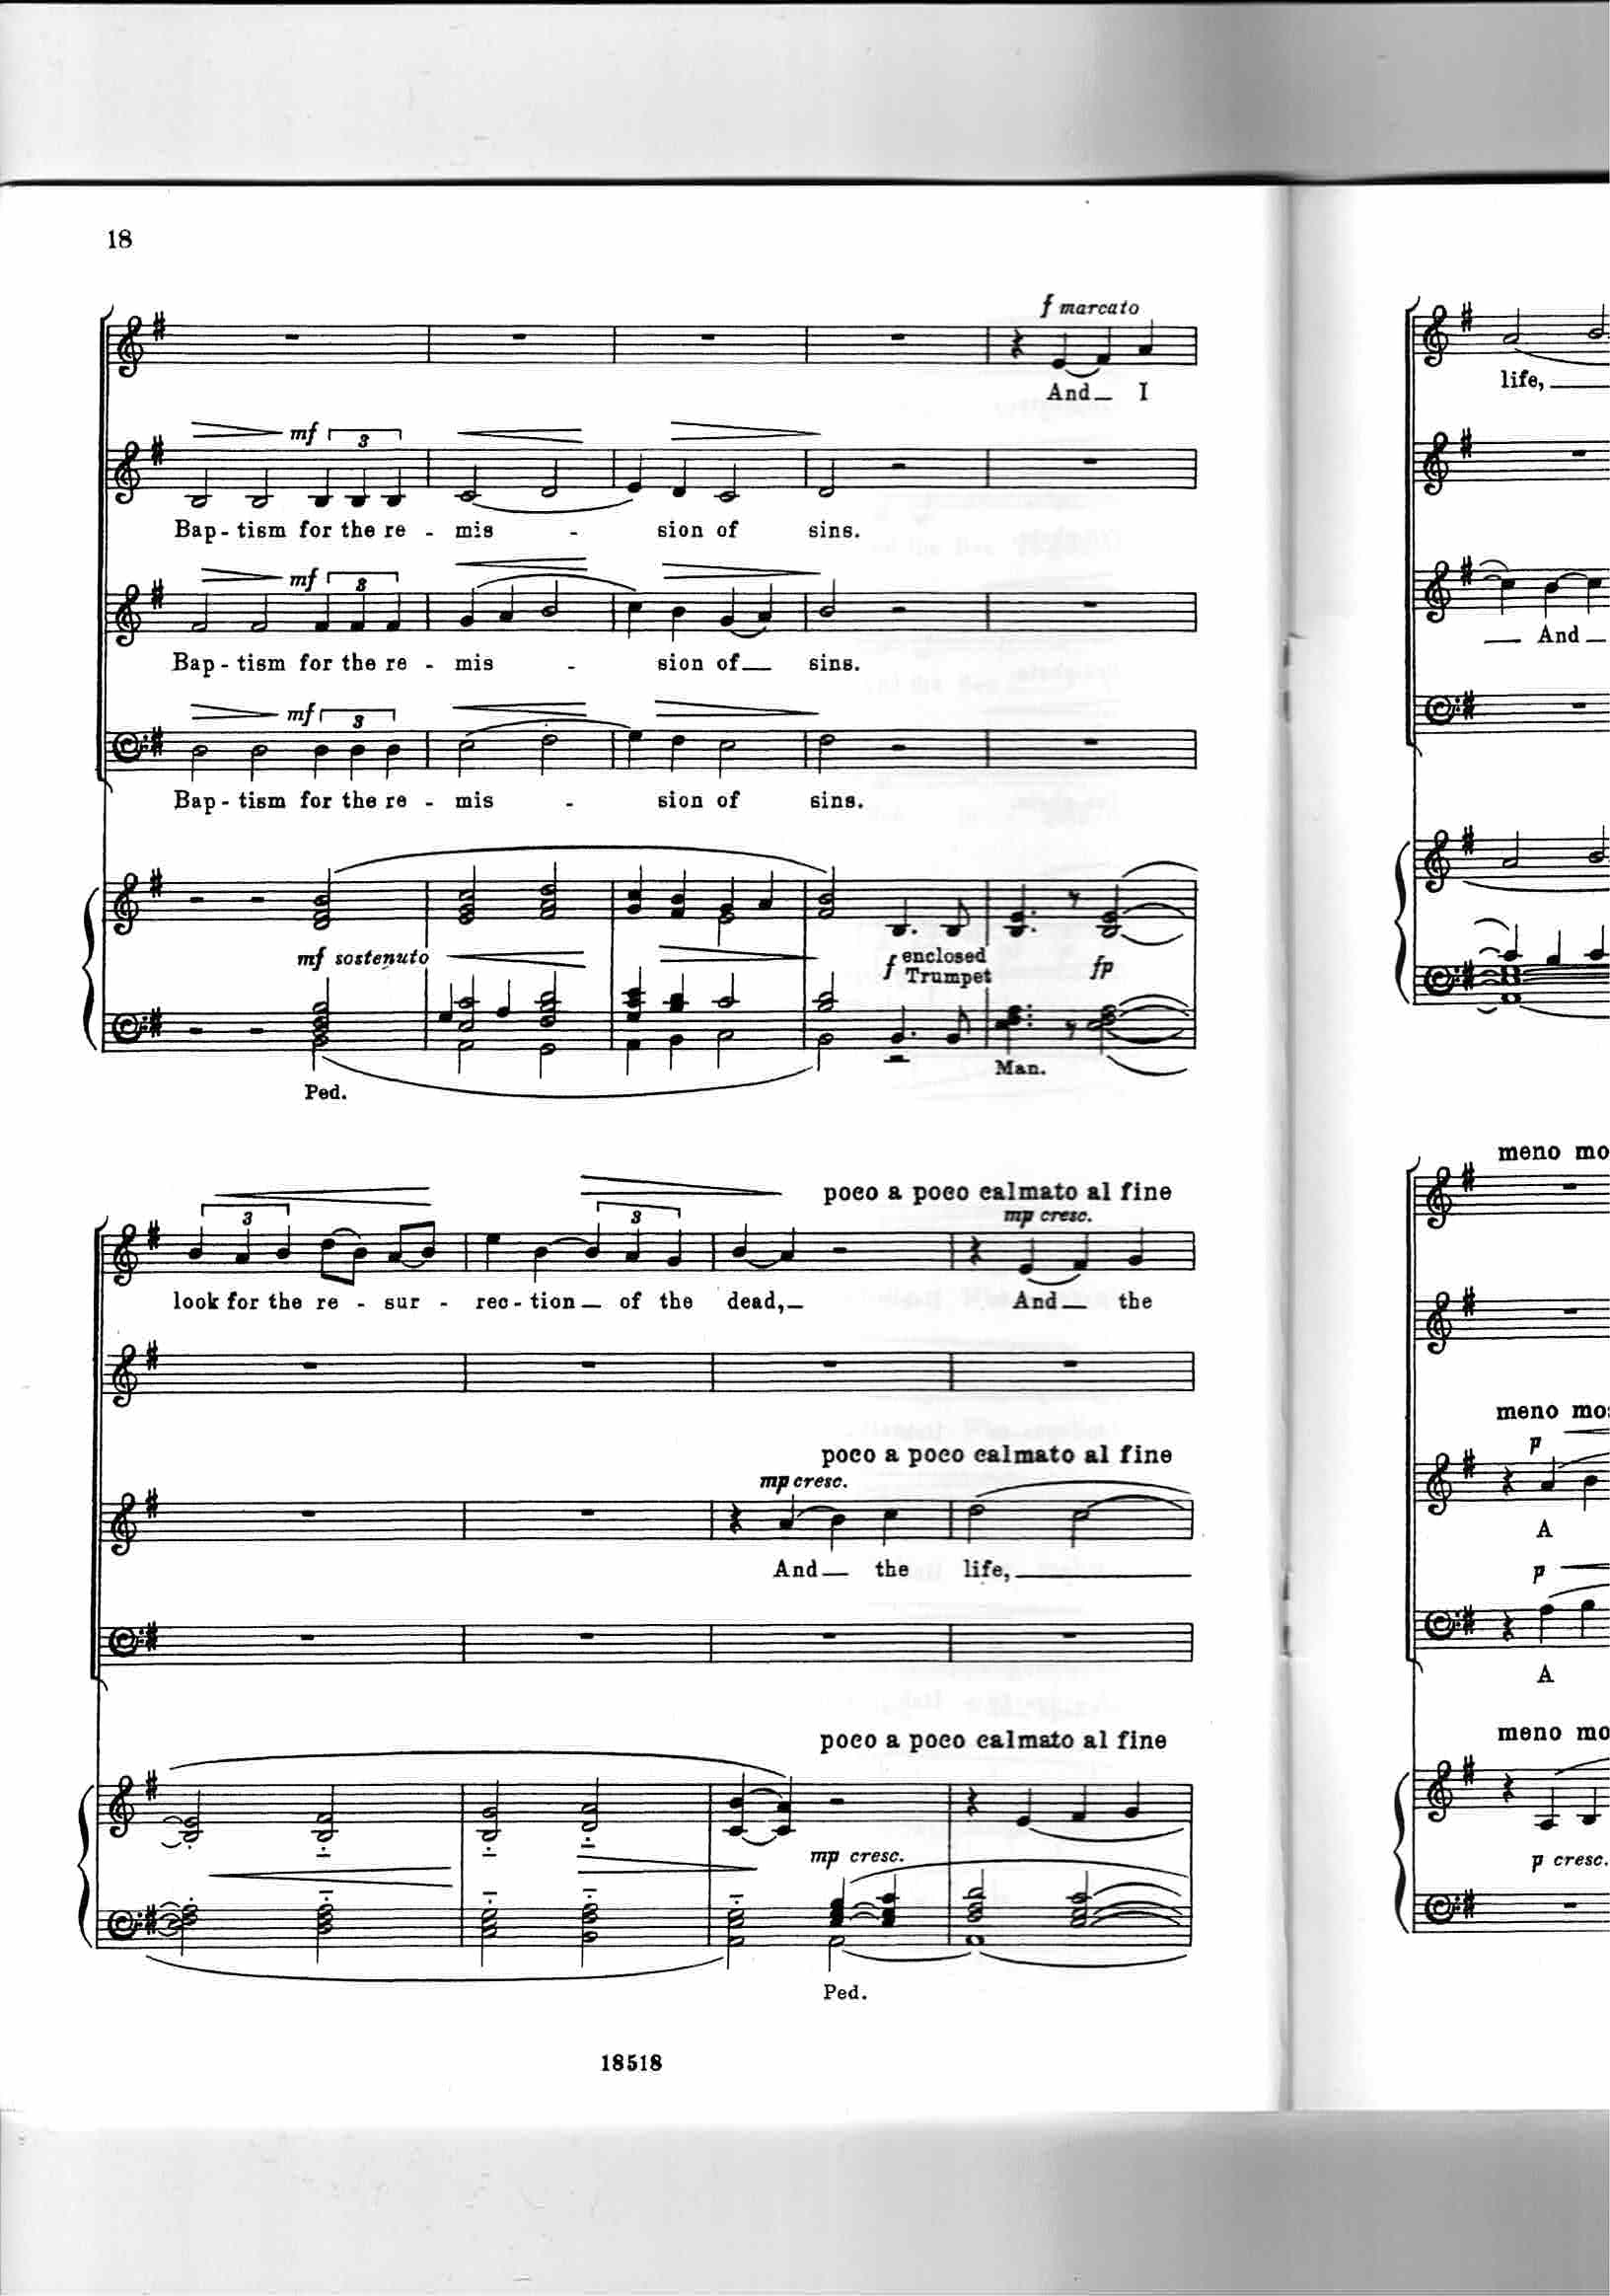 18
f marcato
And I
mf 3
Bap - tism for the re - mis - sion of sins.
mf 3
Bap - tism for the re - mis - sion of sins.
mf 3
Bap - tism for the re - mis - sion of sins.
mf sostenuto
f enclosed
Trumpet
fp
Man.
Ped.
poco a poco calmato al fine
mp cresc.
3 3
look for the re - sur - rec - tion of the dead, And the
poco a poco calmato al fine
mp cresc.
And the life,
poco a poco calmato al fine
mp cresc.
Ped.
18518
life,
And
meno mo
meno mo
p
A
p
A
meno mo
p cresc.